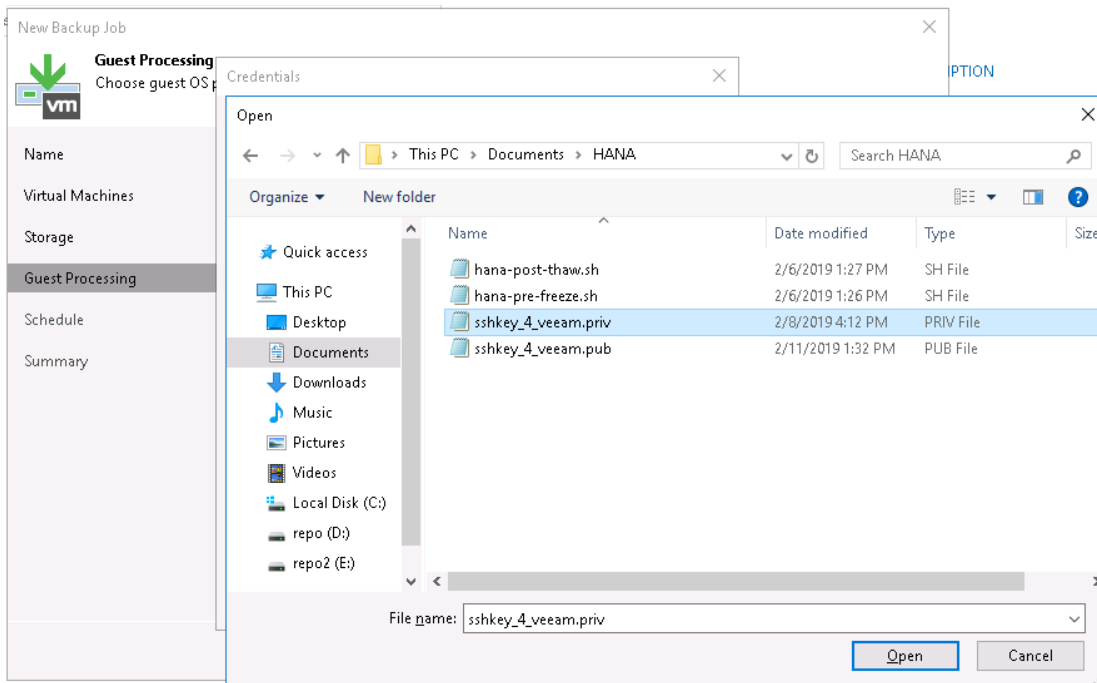 New Backup Job
Guest Processing
Choose guest OS
vm
Credentials
IPTION
Open
This PC > Documents > HANA
Search HANA
Organize
New folder
Name
Virtual Machines
Storage
Guest Processing
Schedule
Summary
Quick access
This PC
Desktop
Documents
Downloads
Music
Pictures
Videos
Local Disk (C:)
repo (D:)
repo2 (E:)
Name Date modified Type Size
hana-post-thaw.sh 2/6/2019 1:27 PM SH File
hana-pre-freeze.sh 2/6/2019 1:26 PM SH File
sshkey_4_veeam.priv 2/8/2019 4:12 PM PRIV File
sshkey_4_veeam.pub 2/11/2019 1:32 PM PUB File
File name: sshkey_4_veeam.priv
Open
Cancel